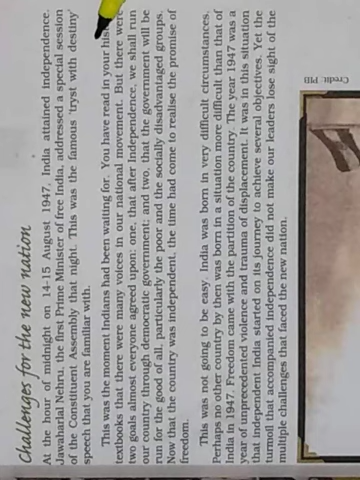 Challenges for the new nation
At the hour of midnight on 14-15 August 1947, India attained independence.
Jawaharlal Nehru, the first Prime Minister of free India, addressed a special session
of the Constituent Assembly that night. This was the famous 'tryst with destiny'
speech that you are familiar with.
This was the moment Indians had been waiting for. You have read in your
textbooks that there were many voices in our national movement. But there were
two goals almost everyone agreed upon: one, that after Independence, we shall run
our country through democratic government; and two, that the government will be
run for the good of all, particularly the poor and the socially disadvantaged groups.
Now that the country was independent, the time had come to realise the promise of
freedom.
This was not going to be easy. India was born in very difficult circumstances.
Perhaps no other country by then was born in a situation more difficult than that of
India in 1947. Freedom came with the partition of the country. The year 1947 was a
year of unprecedented violence and trauma of displacement. It was in this situation
that independent India started on its journey to achieve several objectives. Yet the
turmoil that accompanied independence did not make our leaders lose sight of the
multiple challenges that faced the new nation.
Credit: PIB